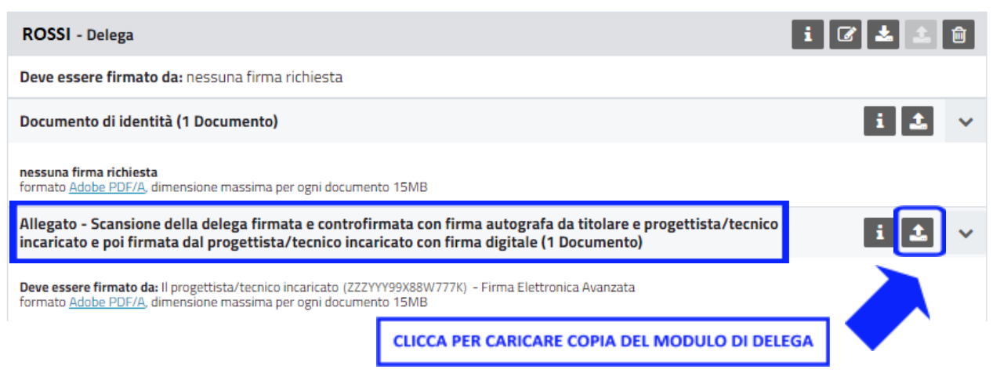 ROSSI - Delega
Deve essere firmato da: nessuna firma richiesta
Documento di identità (1 Documento)
nessuna firma richiesta
formato Adobe PDF/A, dimensione massima per ogni documento 15MB
Allegato - Scansione della delega firmata e controfirmata con firma autografa da titolare e progettista/tecnico
incaricato e poi firmata dal progettista/tecnico incaricato con firma digitale (1 Documento)
Deve essere firmato da: Il progettista/tecnico incaricato (ZZZYYY99X88W777K) - Firma Elettronica Avanzata
formato Adobe PDF/A, dimensione massima per ogni documento 15MB
CLICCA PER CARICARE COPIA DEL MODULO DI DELEGA